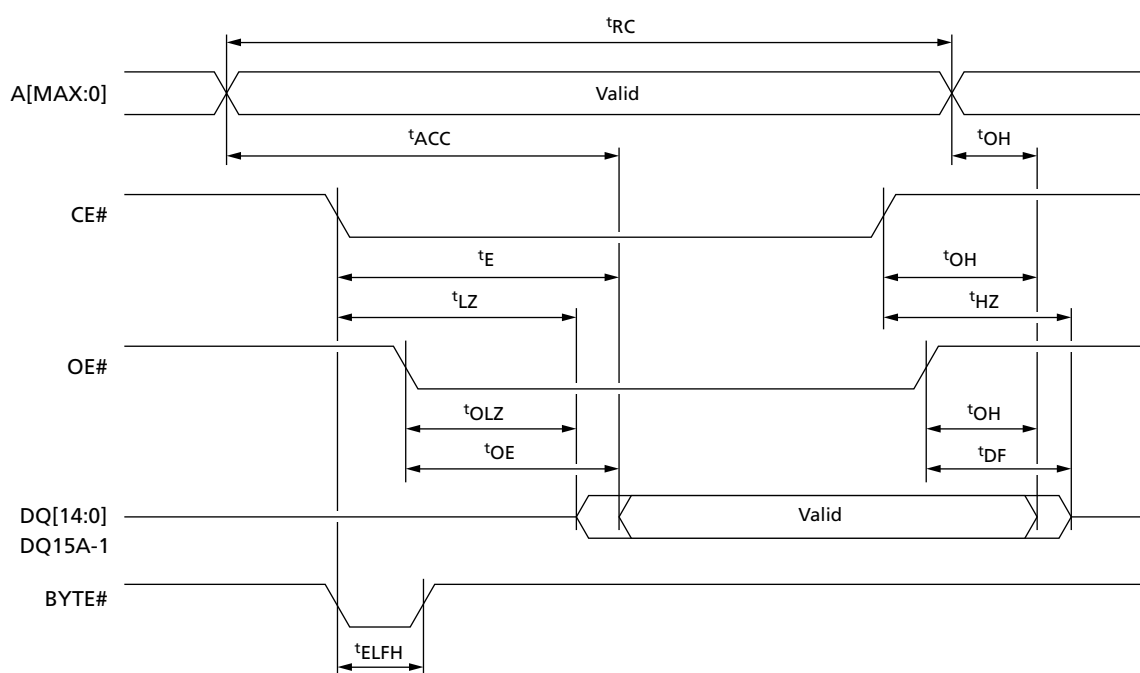 tRC
A[MAX:0]
Valid
tACC
tOH
CE#
tE
tOH
tLZ
tHZ
OE#
tOLZ
tOH
tOE
tDF
DQ[14:0]
Valid
DQ15A-1
BYTE#
tELFH